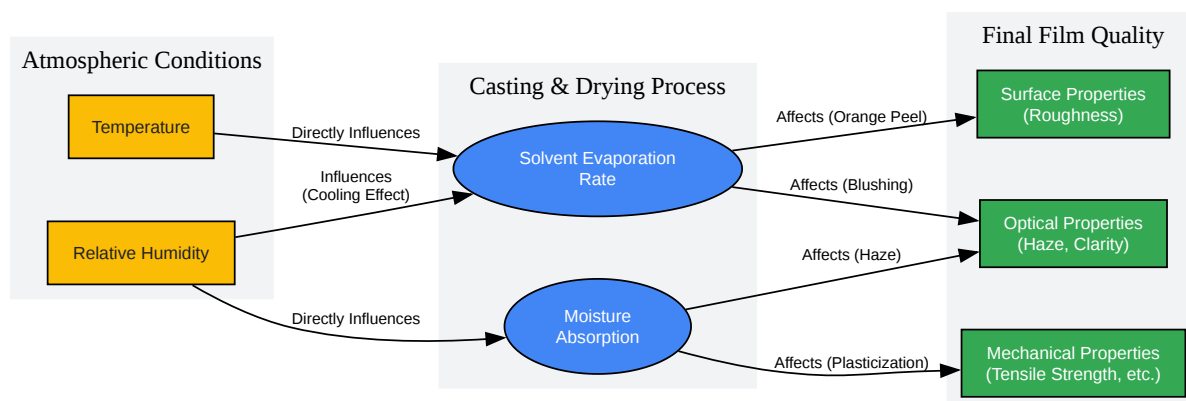 Atmospheric Conditions
Temperature
Relative Humidity
Directly Influences
Influences
(Cooling Effect)
Directly Influences
Casting & Drying Process
Solvent Evaporation
Rate
Moisture
Absorption
Affects (Orange Peel)
Affects (Blushing)
Affects (Haze)
Affects (Plasticization)
Final Film Quality
Surface Properties
(Roughness)
Optical Properties
(Haze, Clarity)
Mechanical Properties
(Tensile Strength, etc.)